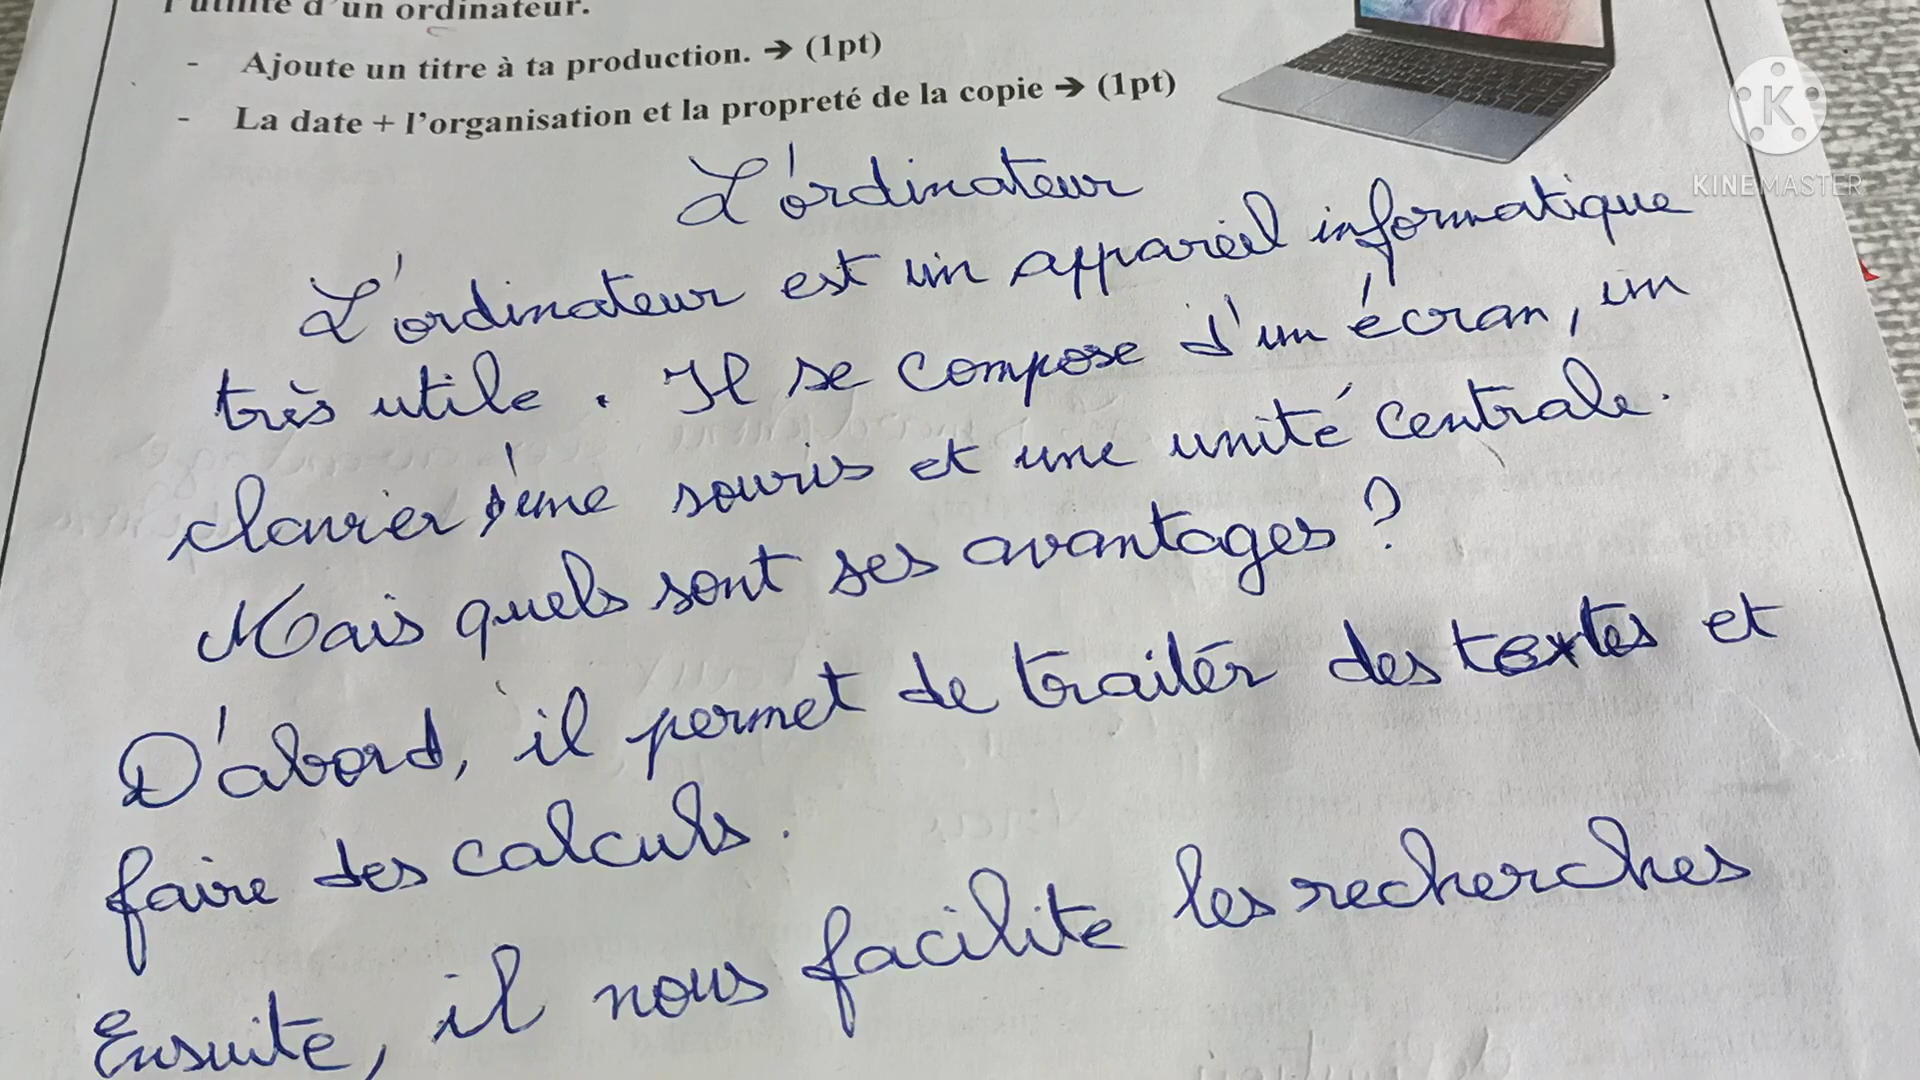 l'utilité d'un ordinateur.
- Ajoute un titre à ta production. → (1pt)
- La date + l'organisation et la propreté de la copie → (1pt)
K
KINEMASTER
L'ordinateur
L'ordinateur est un appareil informatique
très utile. Il se compose d'un écran, un
clavier d'une souris et une unité centrale.
Mais quels sont ses avantages ?
D'abord, il permet de traiter des textes et
faire des calculs.
Ensuite, il nous facilite les recherches